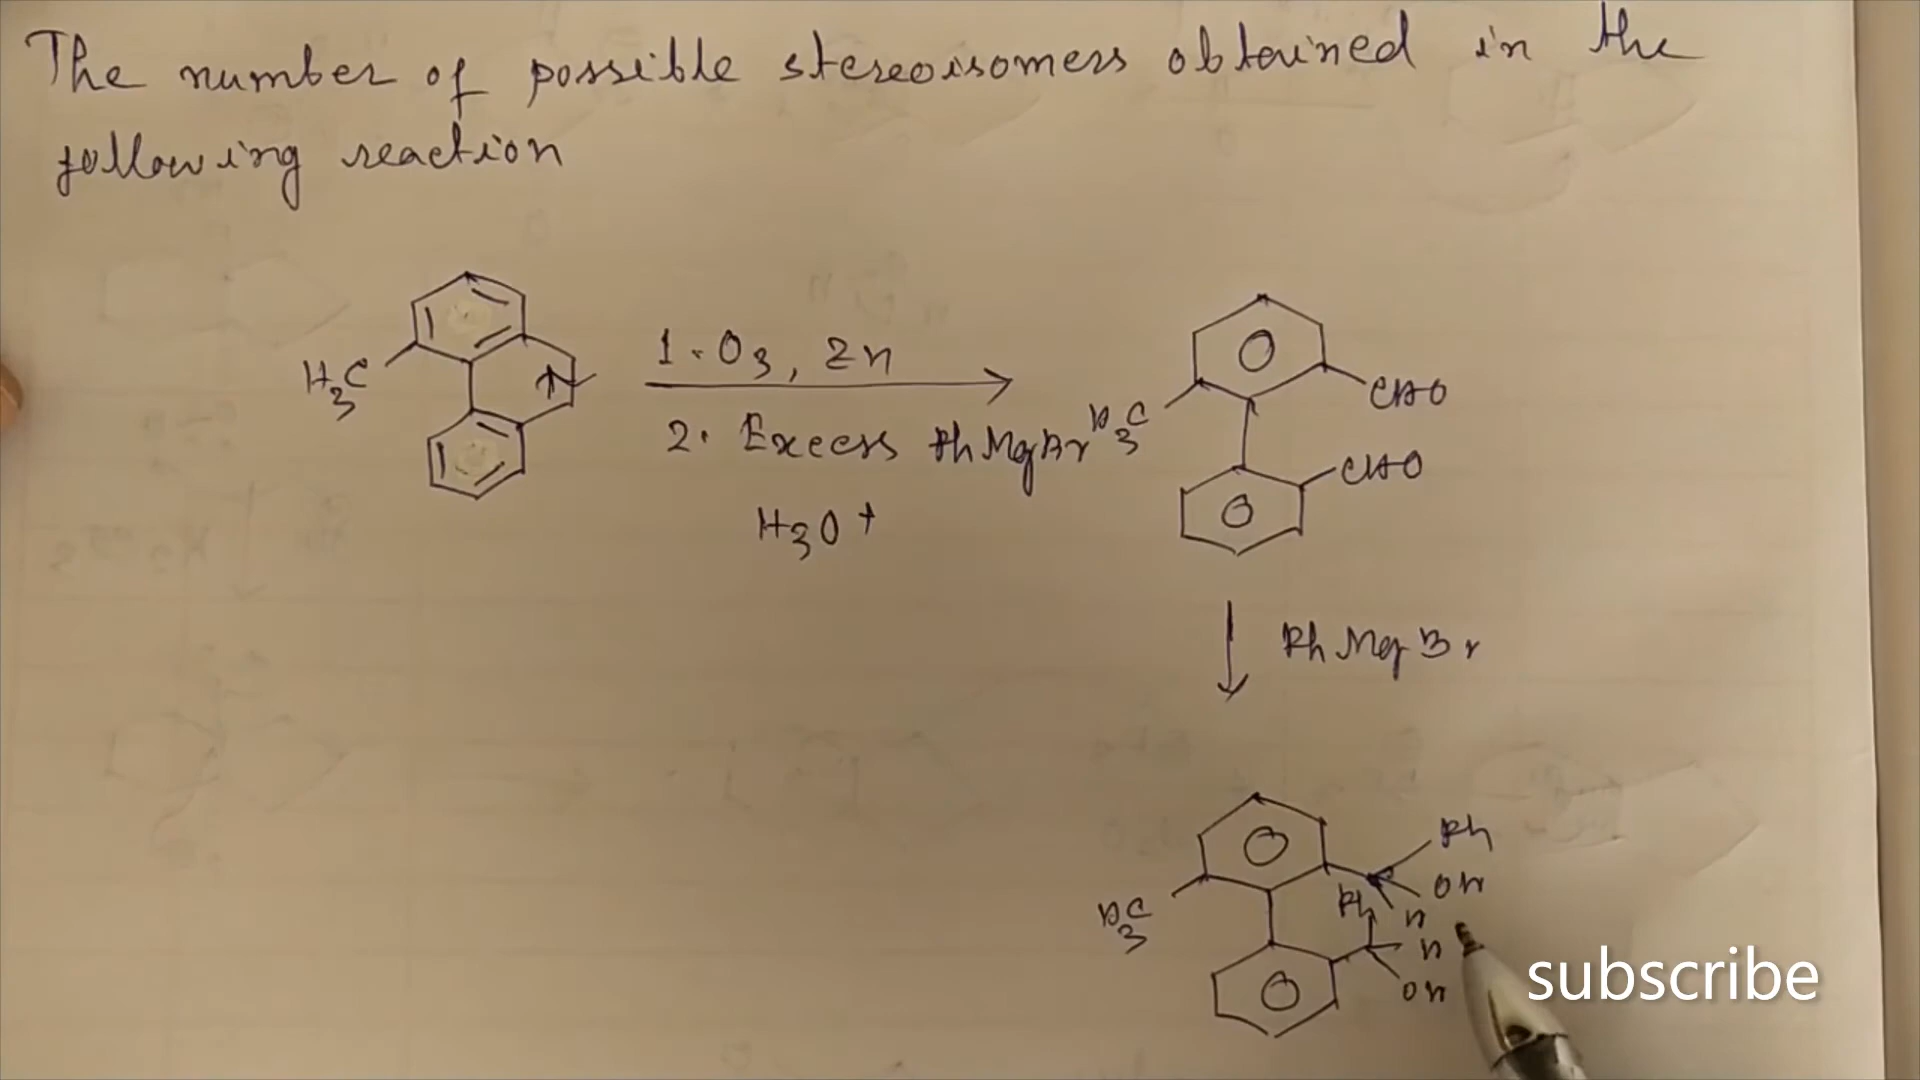 The number of possible stereoisomers obtained in the
following reaction
H3C
1. O3, Zn
2. Excess PhMgBr
H3O+
H3C
CHO
CHO
PhMgBr
Ph
OH
H
Ph
H
OH
H3C
subscribe